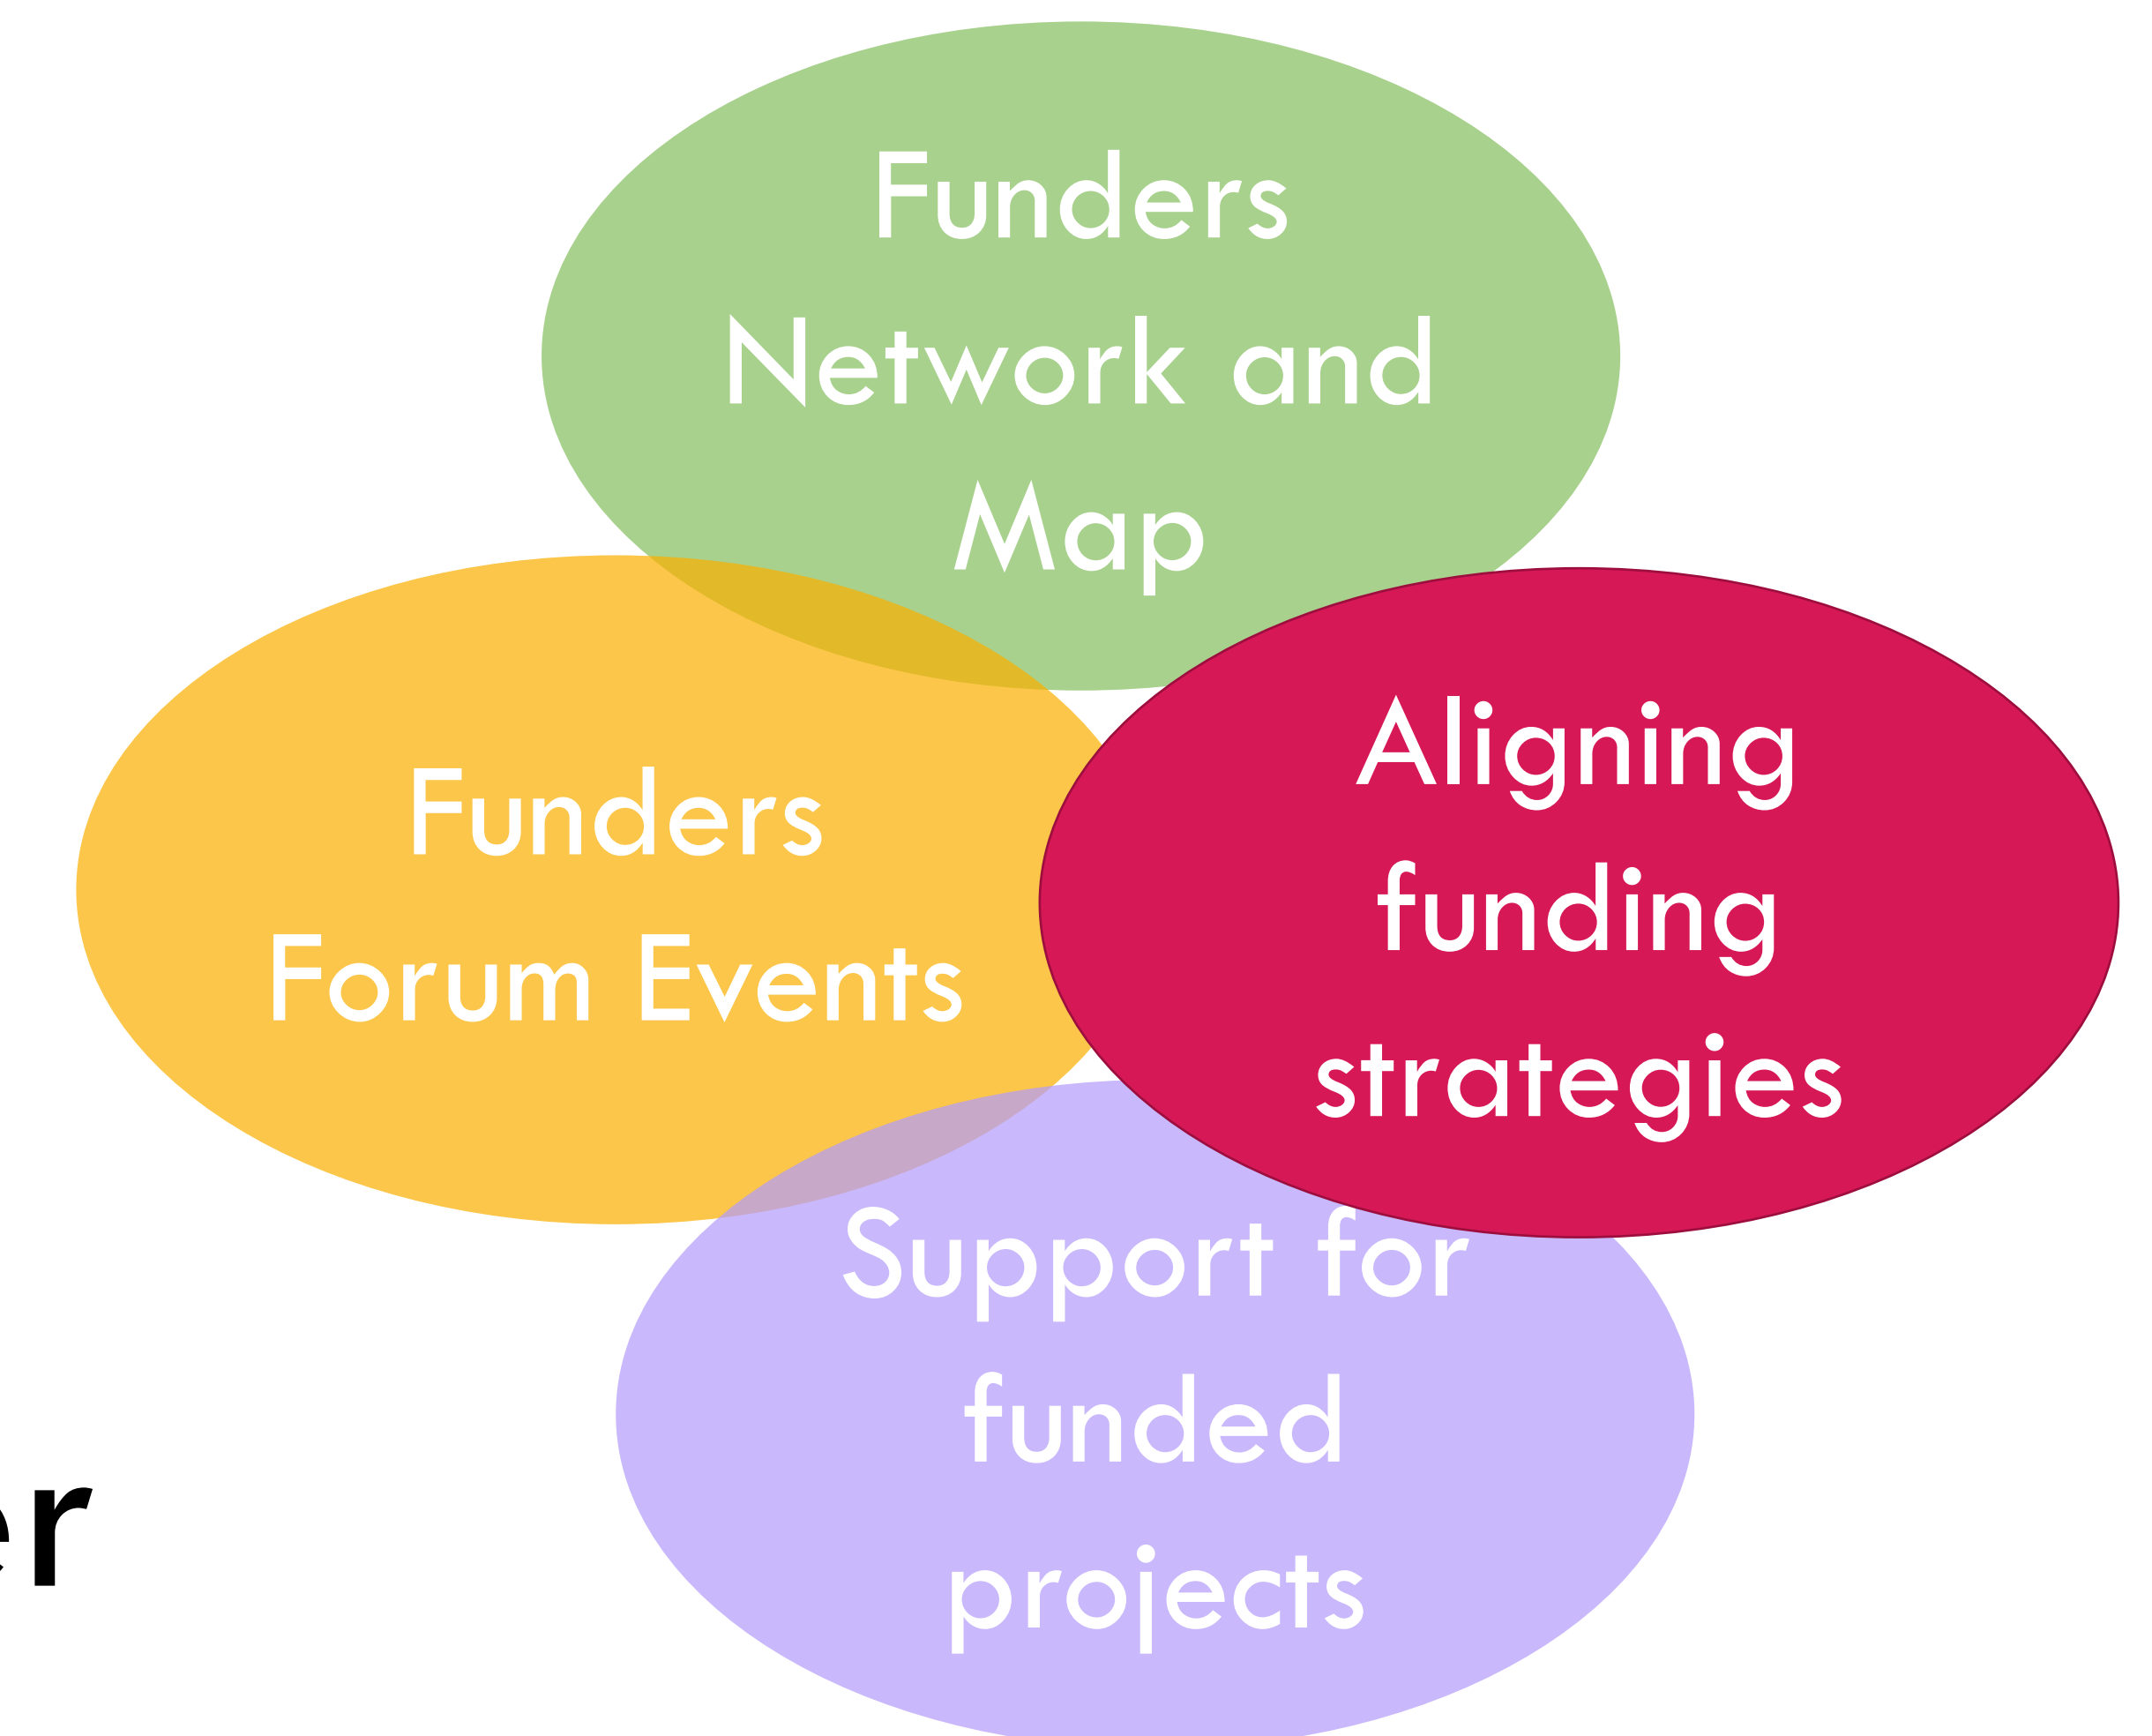 Funders
Network and
Map
Funders
Forum Events
Aligning
funding
strategies
Support for
funded
projects